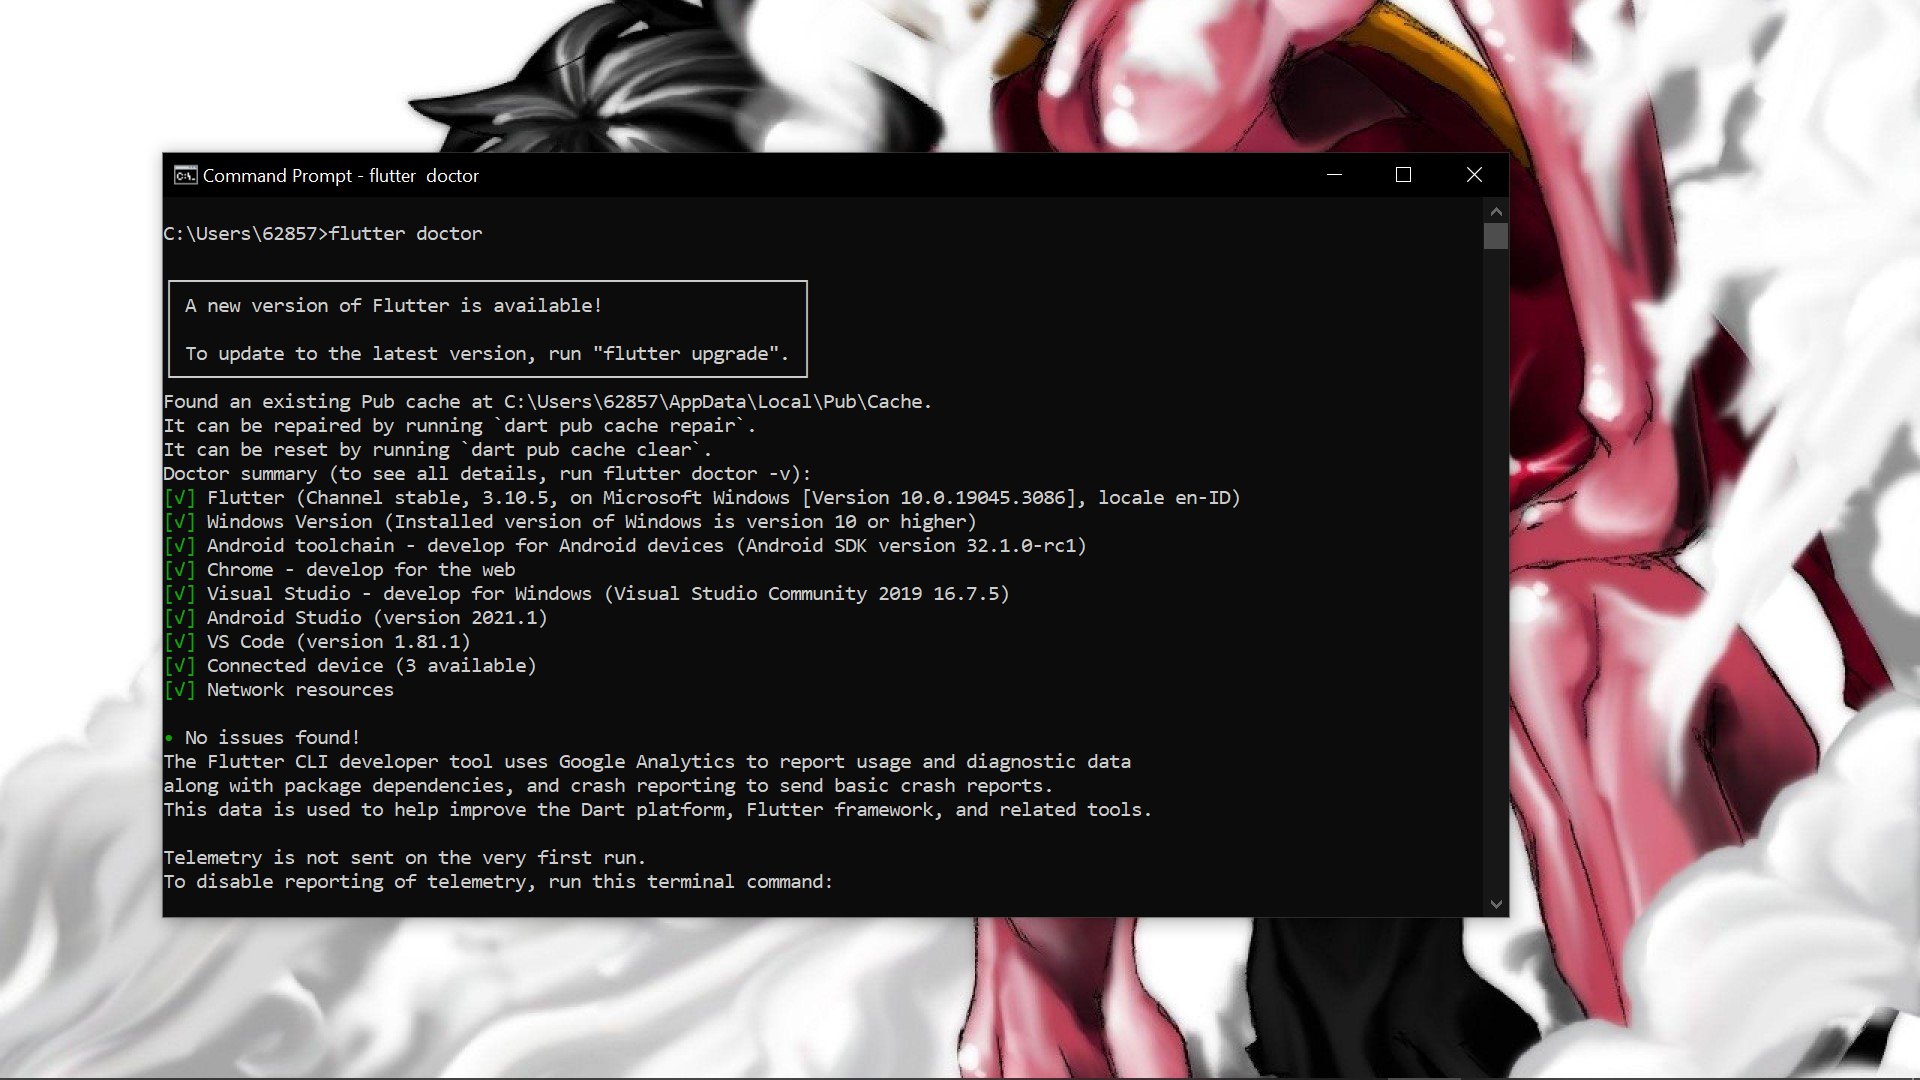 Command Prompt - flutter  doctor
C:\Users\62857>flutter doctor
A new version of Flutter is available!
To update to the latest version, run "flutter upgrade".
Found an existing Pub cache at C:\Users\62857\AppData\Local\Pub\Cache.
It can be repaired by running `dart pub cache repair`.
It can be reset by running `dart pub cache clear`.
Doctor summary (to see all details, run flutter doctor -v):
[√] Flutter (Channel stable, 3.10.5, on Microsoft Windows [Version 10.0.19045.3086], locale en-ID)
[√] Windows Version (Installed version of Windows is version 10 or higher)
[√] Android toolchain - develop for Android devices (Android SDK version 32.1.0-rc1)
[√] Chrome - develop for the web
[√] Visual Studio - develop for Windows (Visual Studio Community 2019 16.7.5)
[√] Android Studio (version 2021.1)
[√] VS Code (version 1.81.1)
[√] Connected device (3 available)
[√] Network resources
• No issues found!
The Flutter CLI developer tool uses Google Analytics to report usage and diagnostic data
along with package dependencies, and crash reporting to send basic crash reports.
This data is used to help improve the Dart platform, Flutter framework, and related tools.
Telemetry is not sent on the very first run.
To disable reporting of telemetry, run this terminal command: